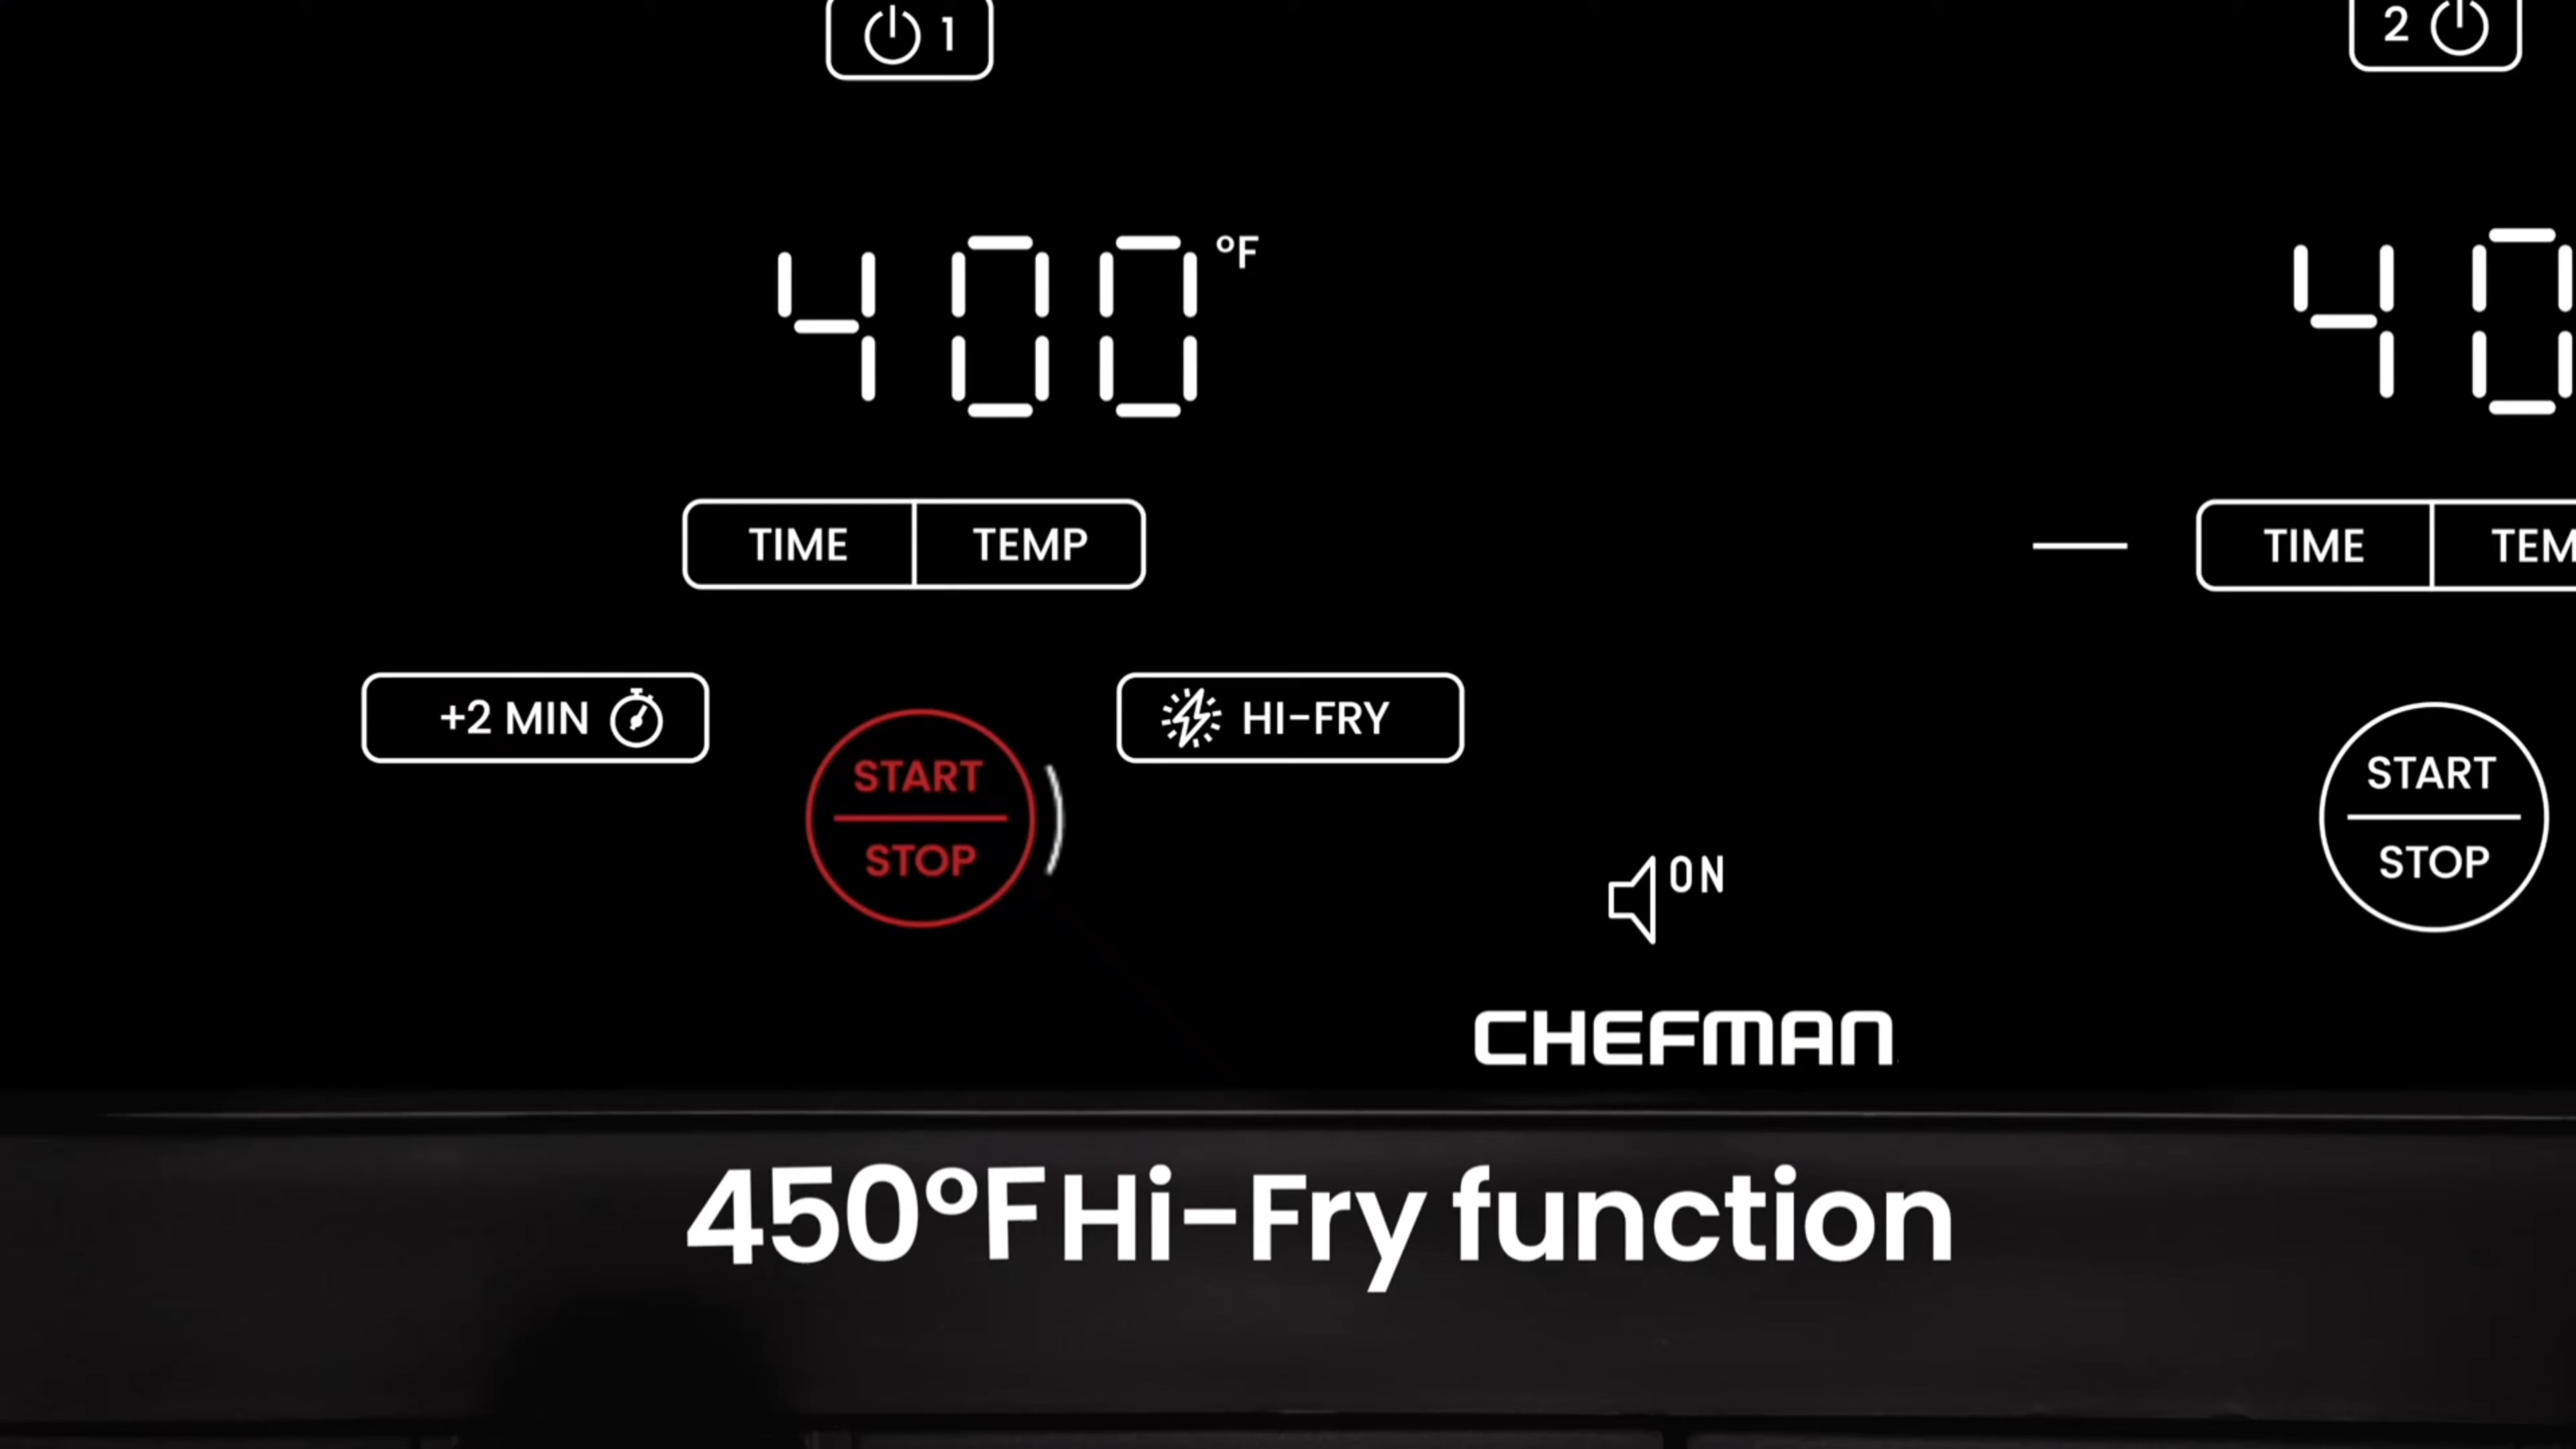 1
2
400 °F
40
TIME TEMP
TIME TEM
+2 MIN
HI-FRY
START
STOP
START
STOP
ON
CHEFMAN
450°F Hi-Fry function